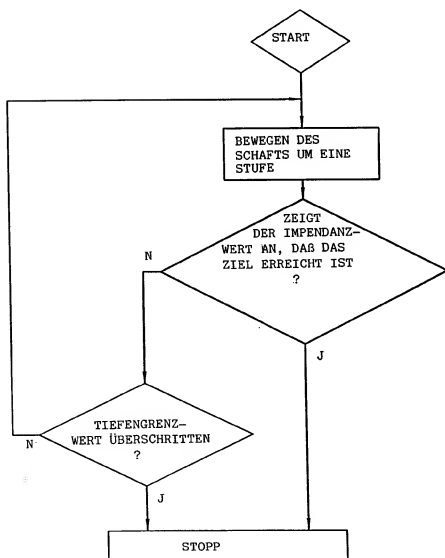 START
BEWEGEN DES
SCHAFTS UM EINE
STUFE
ZEIGT
DER IMPENDANZ-
WERT AN, DAß DAS
ZIEL ERREICHT IST
?
N
J
TIEFENGRENZ-
WERT ÜBERSCHRITTEN
?
N
J
STOPP